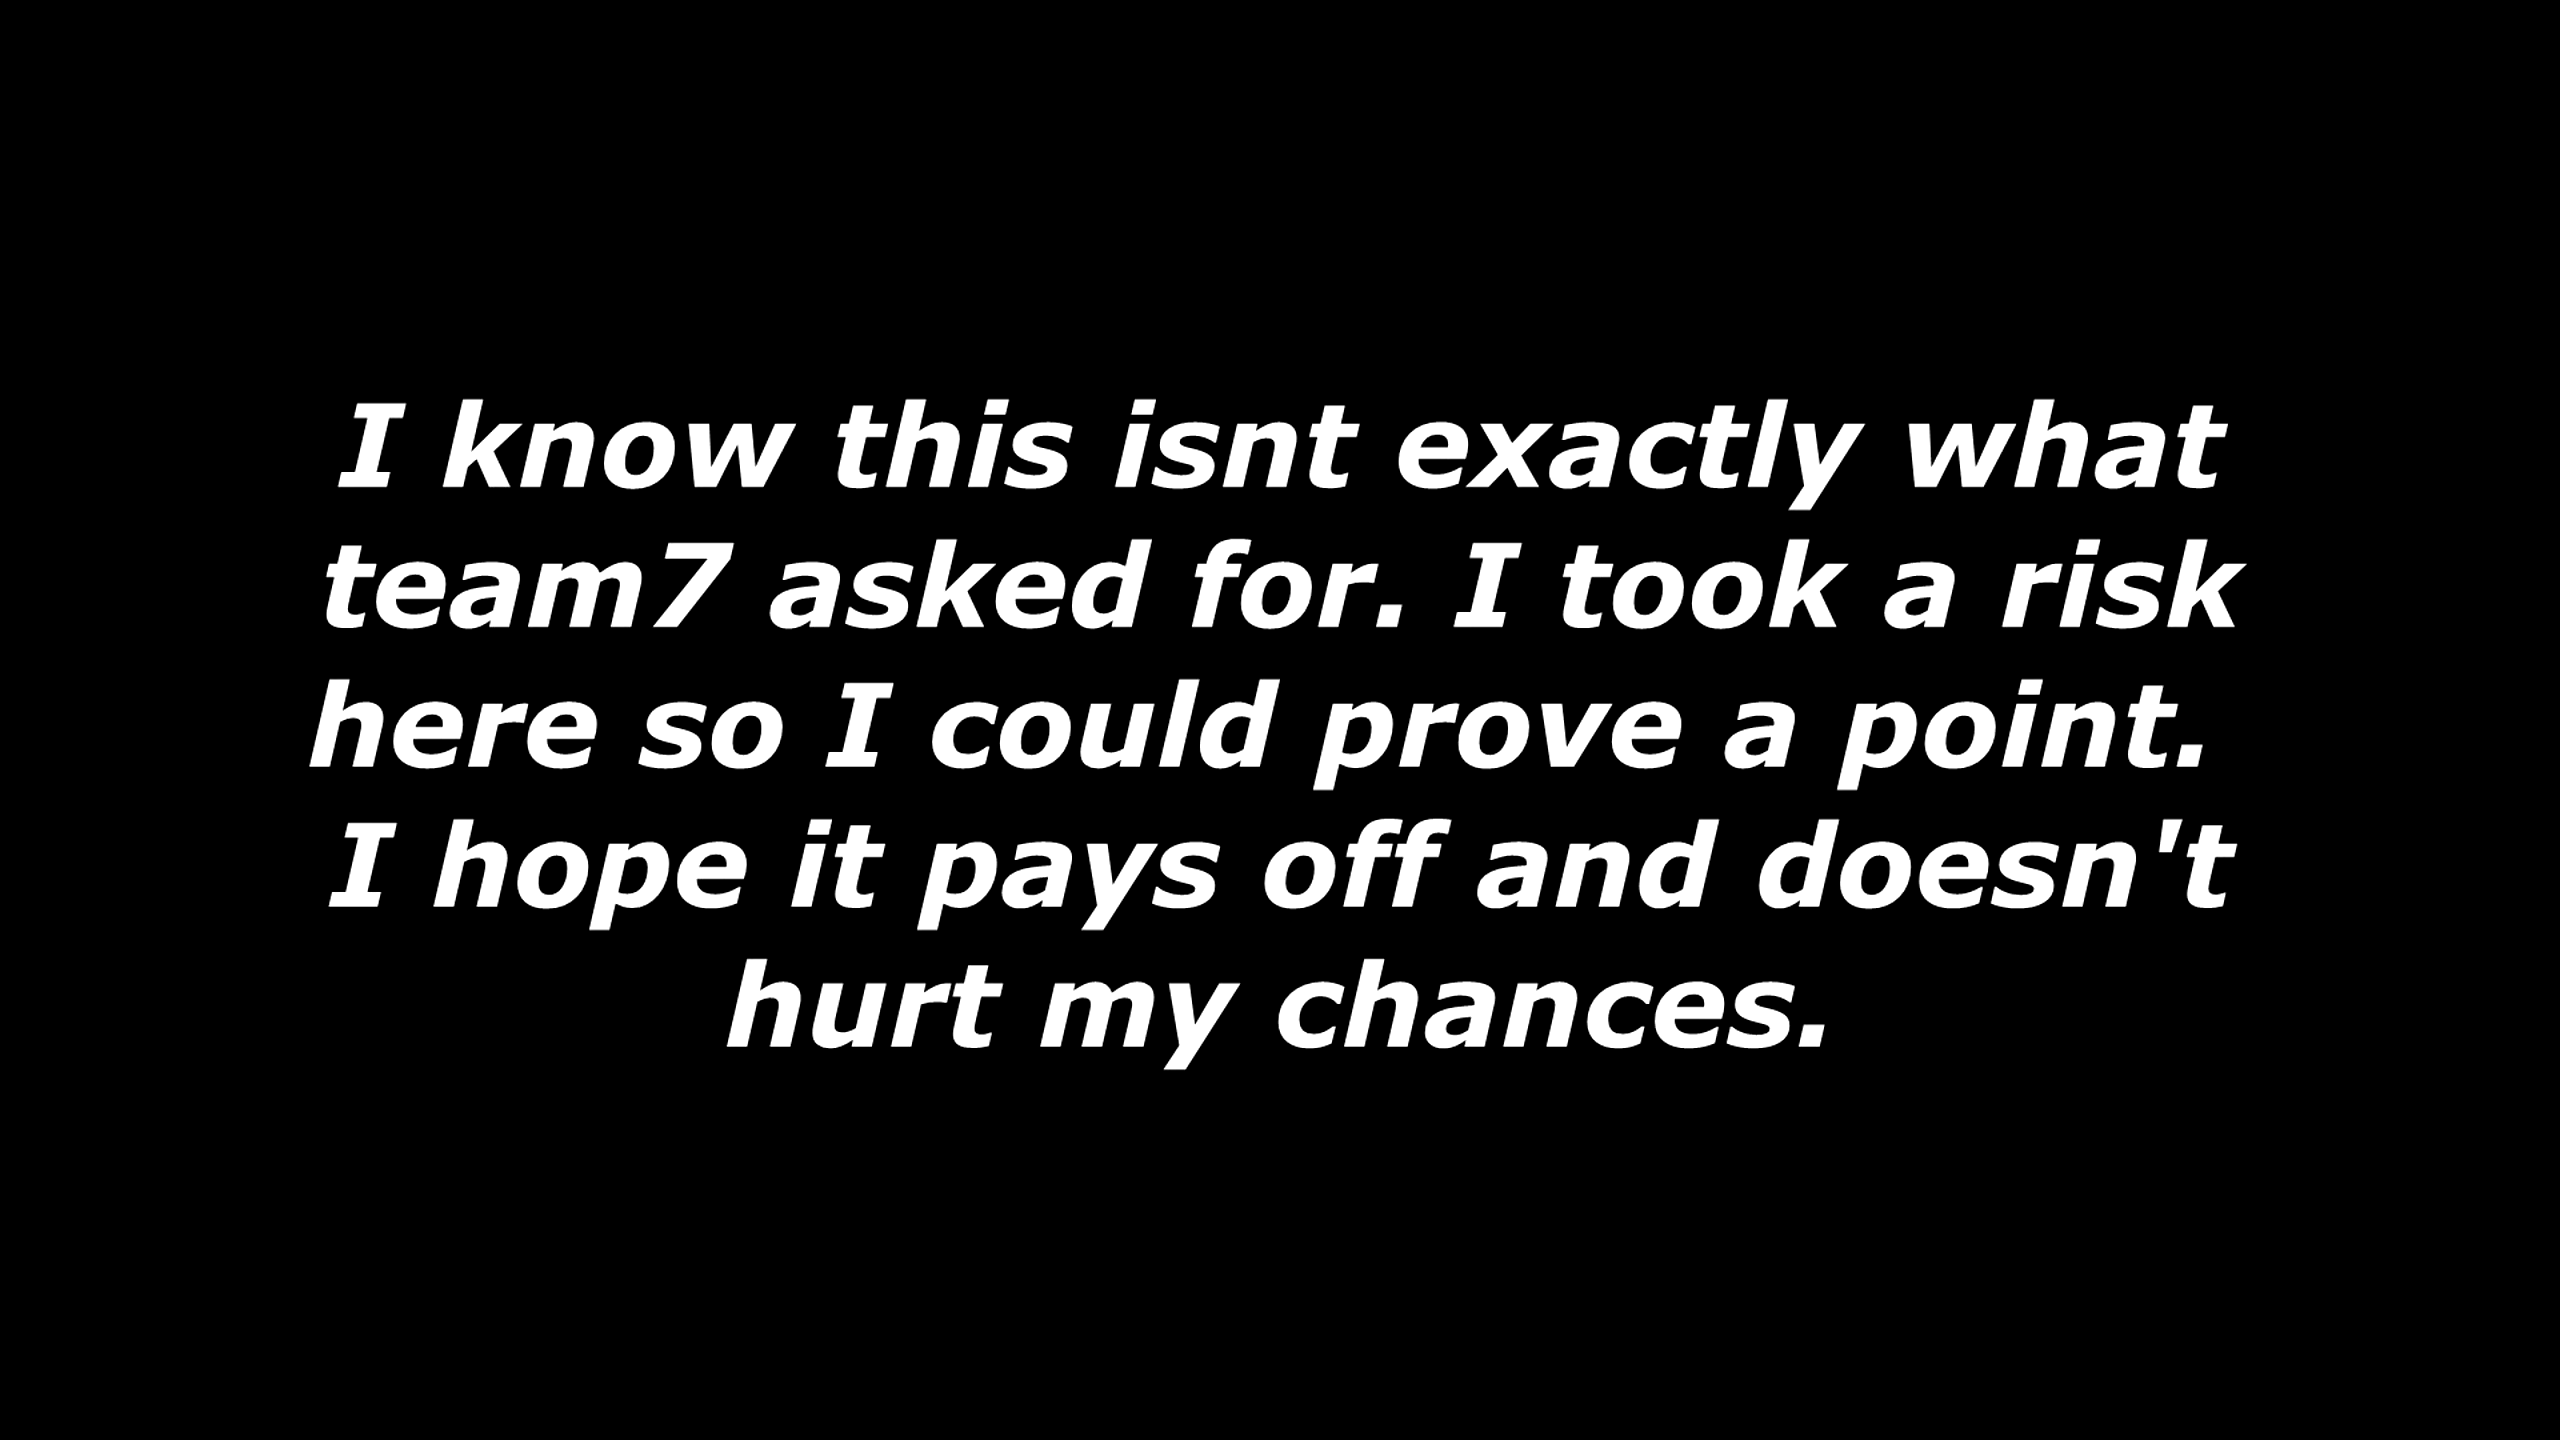 I know this isnt exactly what
team7 asked for. I took a risk
here so I could prove a point.
I hope it pays off and doesn't
hurt my chances.